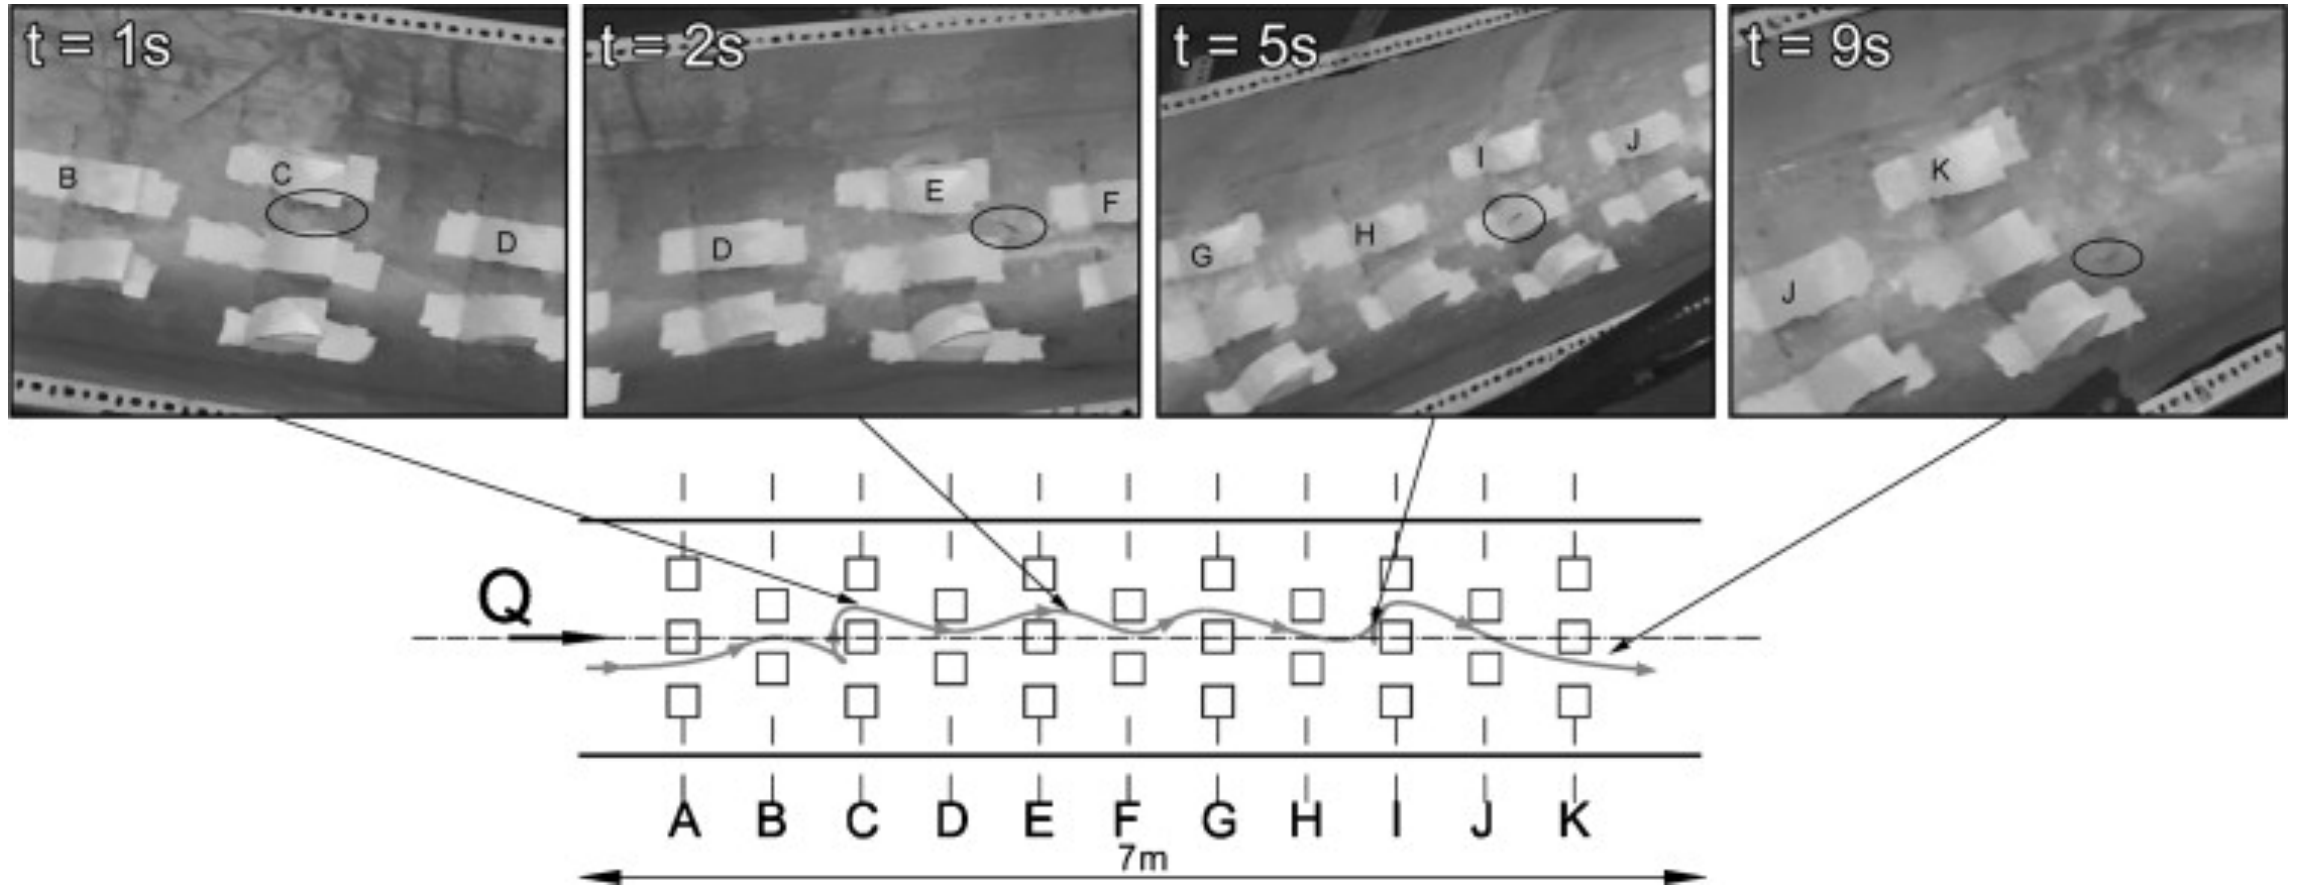 t = 1s
B
C
D
t = 2s
D
E
F
t = 5s
G
H
I
J
t = 9s
J
K
Q
A B C D E F G H I J K
7m